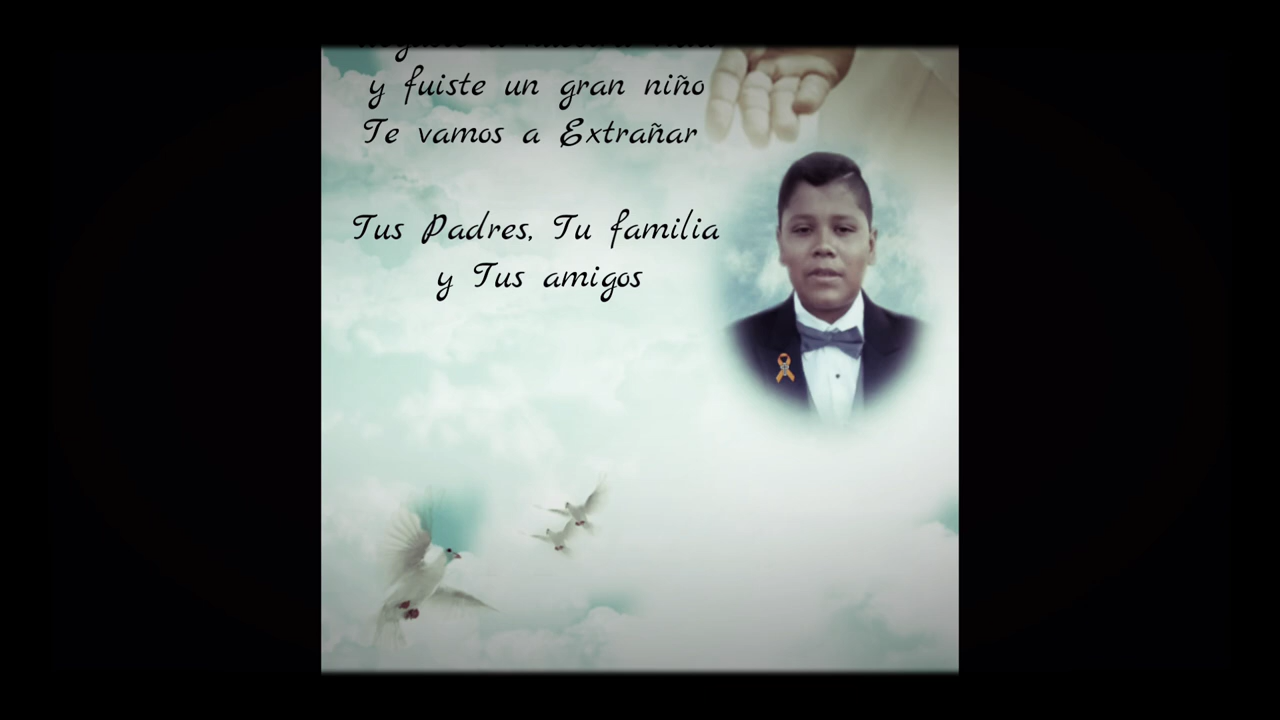 y fuiste un gran niño
Te vamos a Extrañar
Tus Padres, Tu familia
y Tus amigos